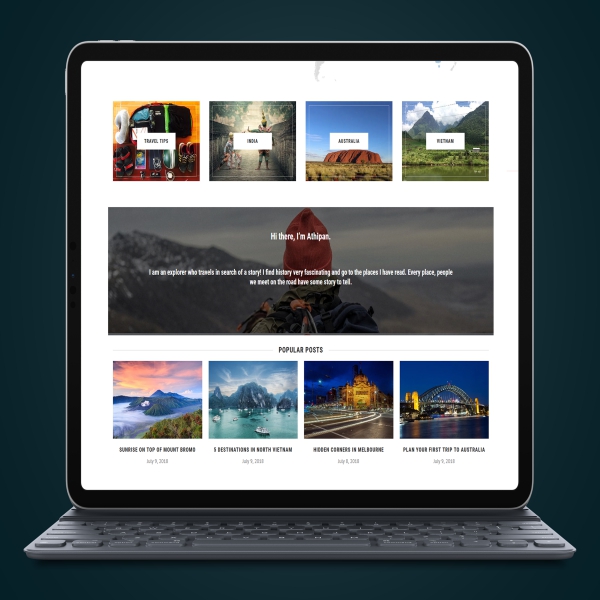 TRAVEL TIPS
INDIA
AUSTRALIA
VIETNAM
Hi there, I'm Athipan.
I am an explorer who travels in search of a story! I find history very fascinating and go to the places I have read. Every place, people
we meet on the road have some story to tell.
POPULAR POSTS
SUNRISE ON TOP OF MOUNT BROMO
July 9, 2018
5 DESTINATIONS IN NORTH VIETNAM
July 9, 2018
HIDDEN CORNERS IN MELBOURNE
July 8, 2018
PLAN YOUR FIRST TRIP TO AUSTRALIA
July 5, 2018